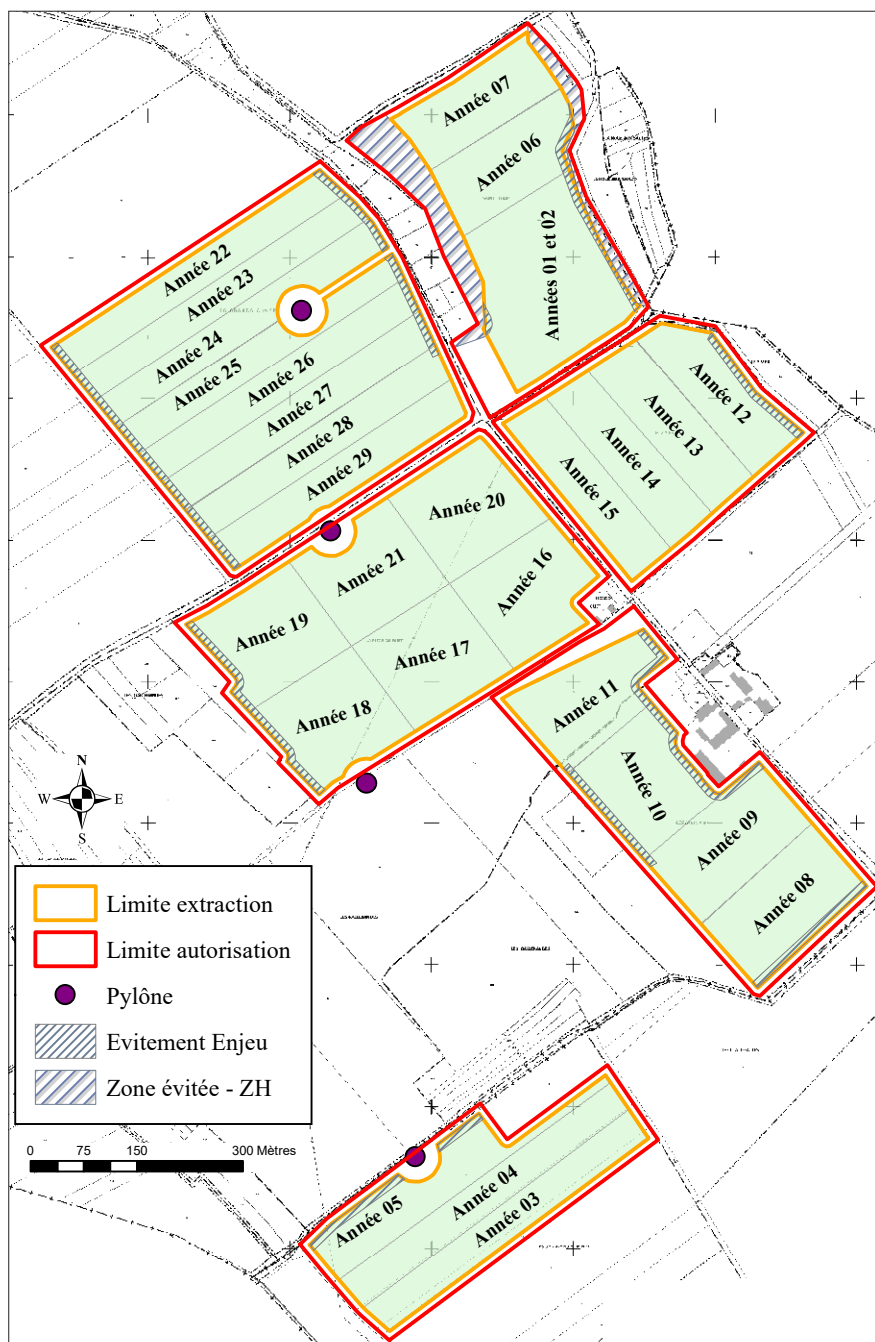 Année 07
Année 06
Années 01 et 02
Année 22
Année 23
Année 24
Année 25
Année 26
Année 27
Année 28
Année 29
Année 12
Année 13
Année 14
Année 15
Année 20
Année 21
Année 16
Année 19
Année 17
Année 18
Année 11
Année 10
Année 09
Année 08
N
W
E
S
Limite extraction
Limite autorisation
Pylône
Evitement Enjeu
Zone évitée - ZH
0 75 150 300 Mètres
Année 05
Année 04
Année 03